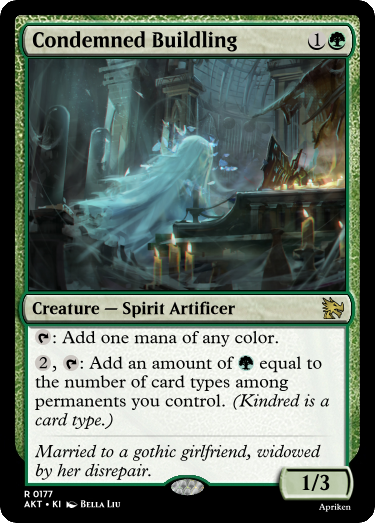 Condemned Buildling 1
Creature — Spirit Artificer
: Add one mana of any color.
2, : Add an amount of equal to
the number of card types among
permanents you control. (Kindred is a
card type.)
Married to a gothic girlfriend, widowed
by her disrepair.
1/3
R 0177
AKT • KI Bella Liu
Apriken